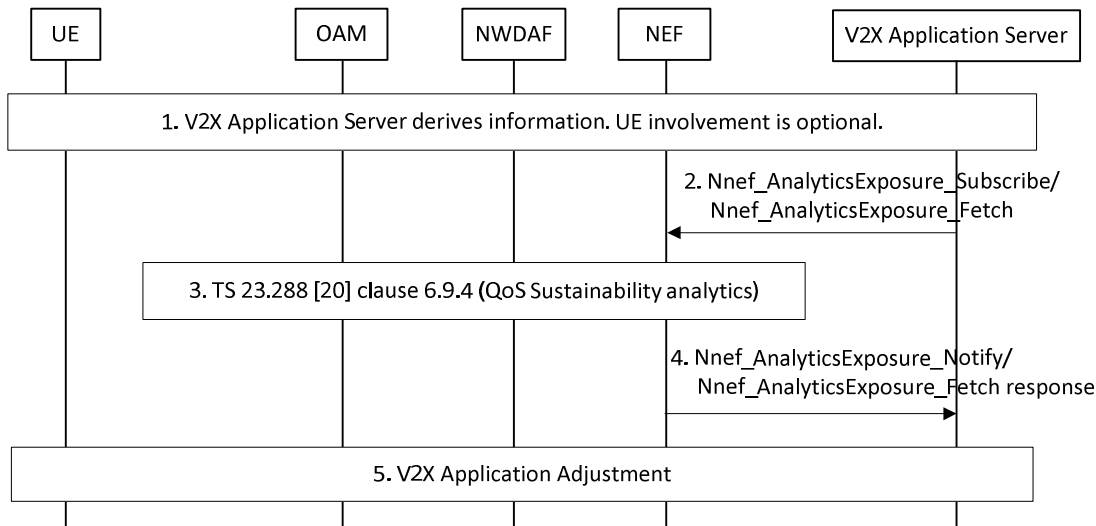 UE
OAM
NWDAF
NEF
V2X Application Server
1. V2X Application Server derives information. UE involvement is optional.
2. Nnef_AnalyticsExposure_Subscribe/
Nnef_AnalyticsExposure_Fetch
3. TS 23.288 [20] clause 6.9.4 (QoS Sustainability analytics)
4. Nnef_AnalyticsExposure_Notify/
Nnef_AnalyticsExposure_Fetch response
5. V2X Application Adjustment